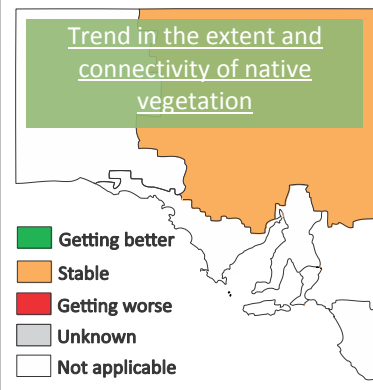 Trend in the extent and
connectivity of native
vegetation
Getting better
Stable
Getting worse
Unknown
Not applicable